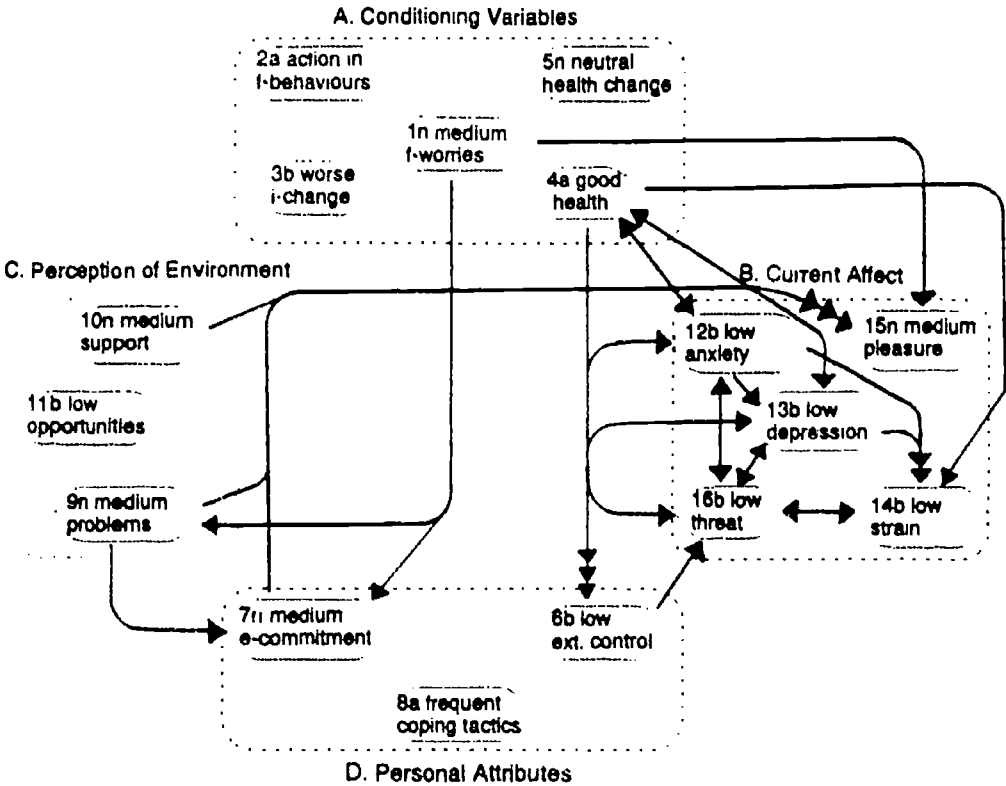 A. Conditioning Variables
2a action in
f-behaviours
5n neutral
health change
1n medium
f-worries
3b worse
i-change
4a good
health
C. Perception of Environment
B. Current Affect
10n medium
support
12b low
anxiety
15n medium
pleasure
11b low
opportunities
13b low
depression
9n medium
problems
16b low
threat
14b low
strain
7n medium
e-commitment
6b low
ext. control
8a frequent
coping tactics
D. Personal Attributes